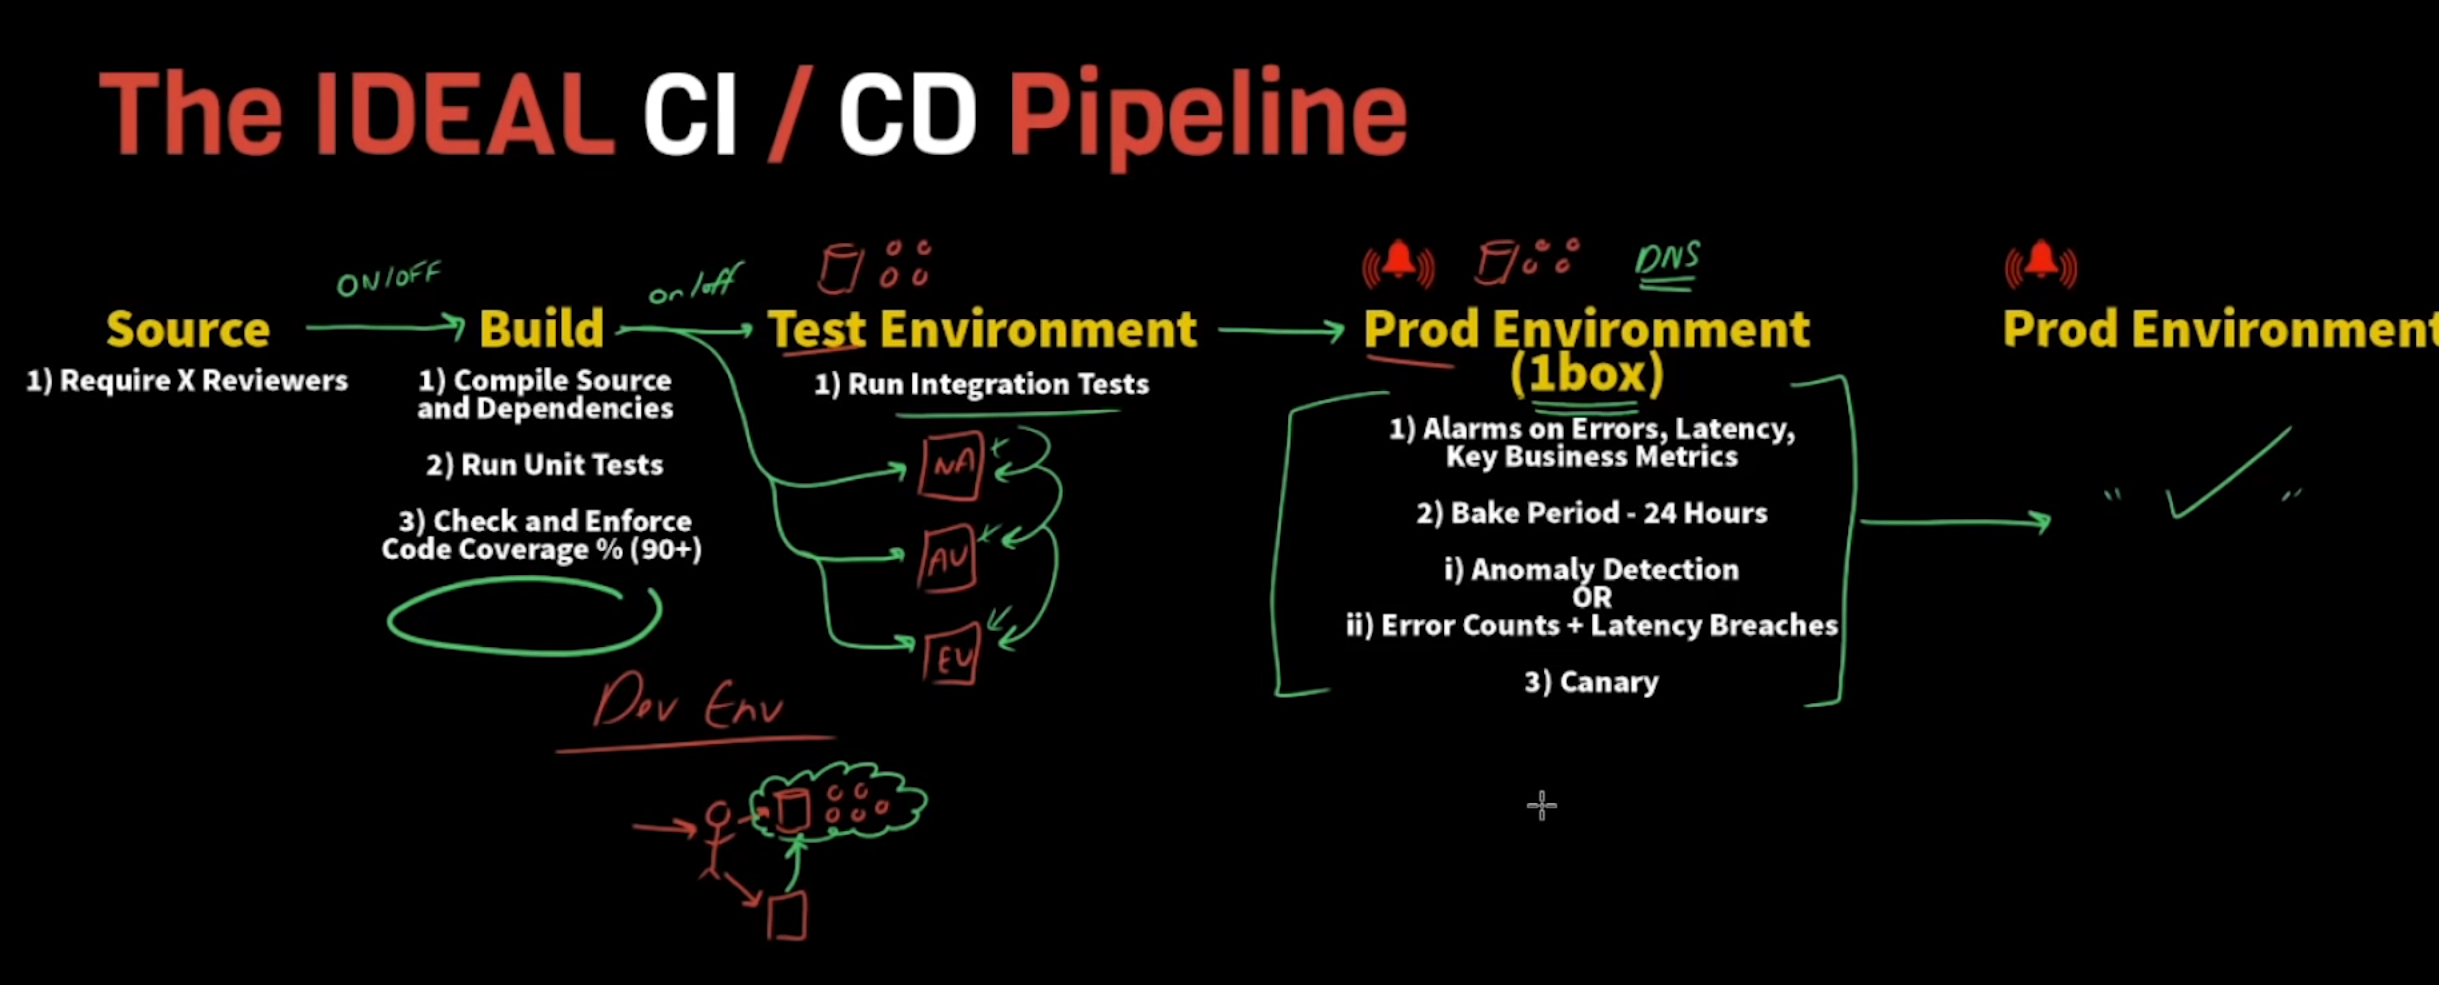 The IDEAL CI / CD Pipeline
ON/OFF
on/off
DNS
Source
1) Require X Reviewers
Build
1) Compile Source
and Dependencies
2) Run Unit Tests
3) Check and Enforce
Code Coverage % (90+)
Test Environment
1) Run Integration Tests
NA
AU
EU
Dev Env
Prod Environment
(1box)
1) Alarms on Errors, Latency,
Key Business Metrics
2) Bake Period - 24 Hours
i) Anomaly Detection
OR
ii) Error Counts + Latency Breaches
3) Canary
Prod Environment
" "